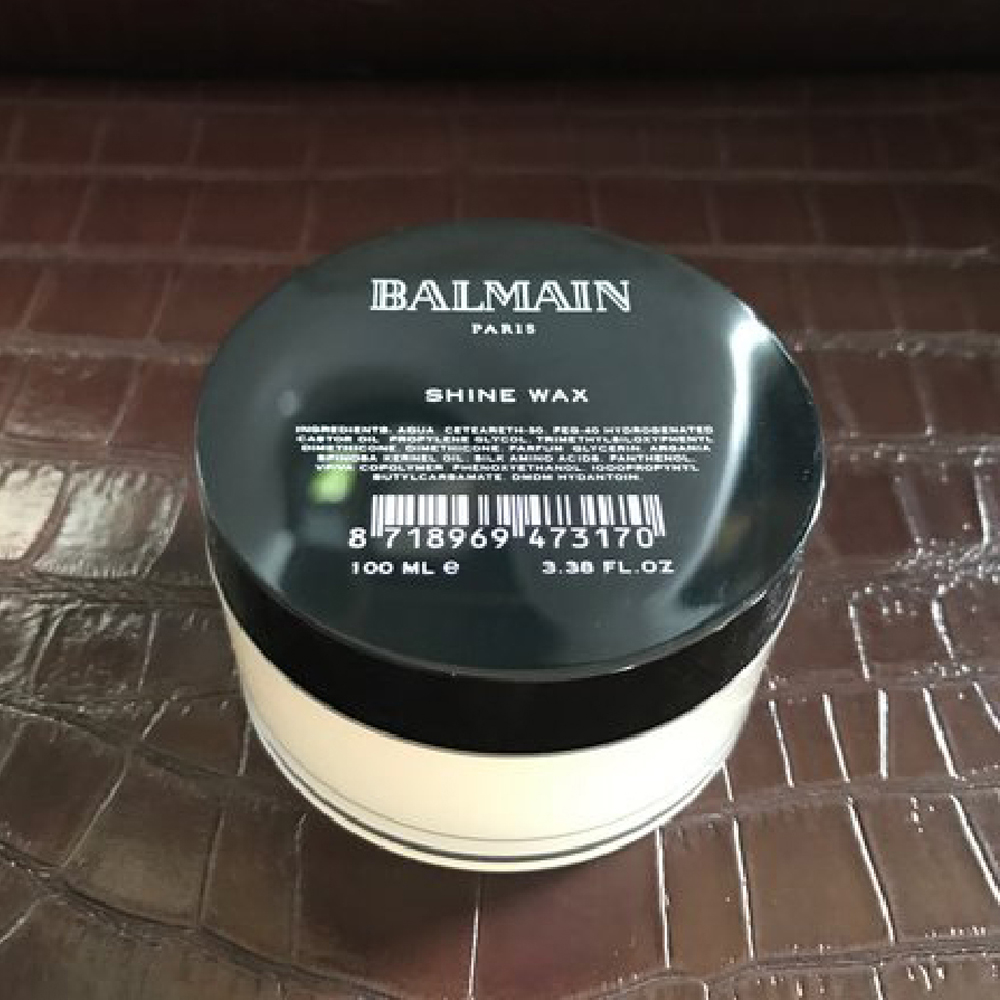 BALMAIN
PARIS
SHINE WAX
INGREDIENTS: AQUA, CETEARETH-30, PEG-40 HYDROGENATED
CASTOR OIL, PROPYLENE GLYCOL, TRIMETHYLSILOXYPHENYL
DIMETHICONE, DIMETHICONE, PARFUM, GLYCERIN, ARGANIA
SPINOSA KERNEL OIL, SILK AMINO ACIDS, PANTHENOL,
VP/VA COPOLYMER, PHENOXYETHANOL, IODOPROPYNYL
BUTYLCARBAMATE, DMDM HYDANTOIN.
8 718969 473170
100 ML e
3.38 FL.OZ